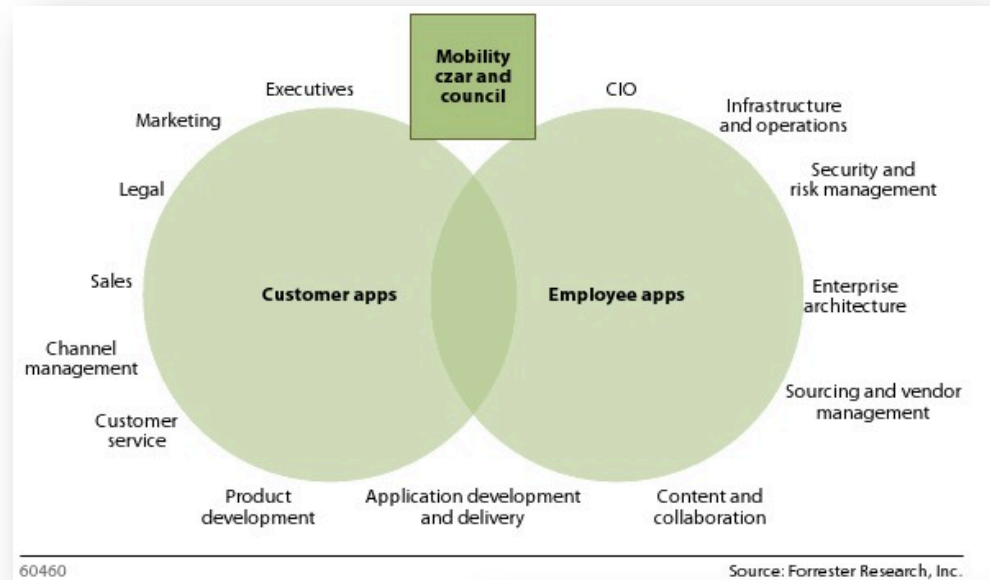 Mobility
czar and
council
Executives
CIO
Marketing
Infrastructure
and operations
Legal
Security and
risk management
Sales
Customer apps
Employee apps
Enterprise
architecture
Channel
management
Sourcing and vendor
management
Customer
service
Product
development
Application development
and delivery
Content and
collaboration
60460
Source: Forrester Research, Inc.